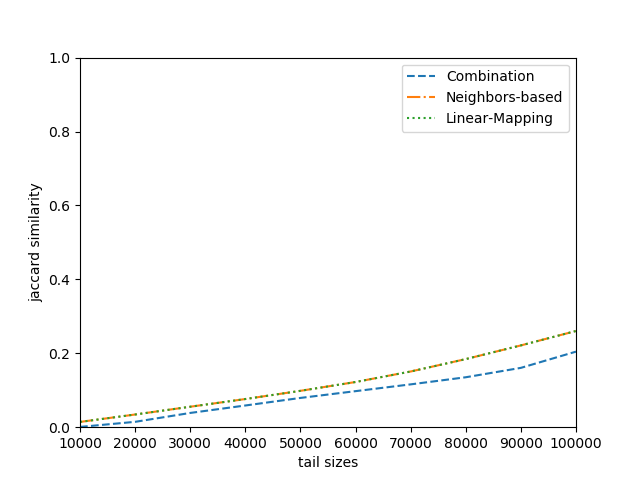 1.0
0.8
0.6
0.4
0.2
0.0
jaccard similarity
Combination
Neighbors-based
Linear-Mapping
10000 20000 30000 40000 50000 60000 70000 80000 90000 100000
tail sizes